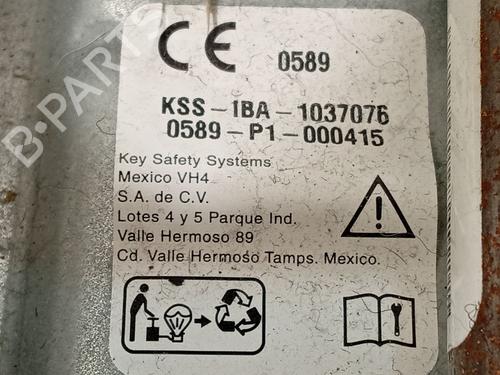 CE 0589
KSS-1BA-1037076
0589-P1-000415
Key Safety Systems
Mexico VH4
S.A. de C.V.
Lotes 4 y 5 Parque Ind.
Valle Hermoso 89
Cd. Valle Hermoso Tamps. Mexico.
B-PARTS